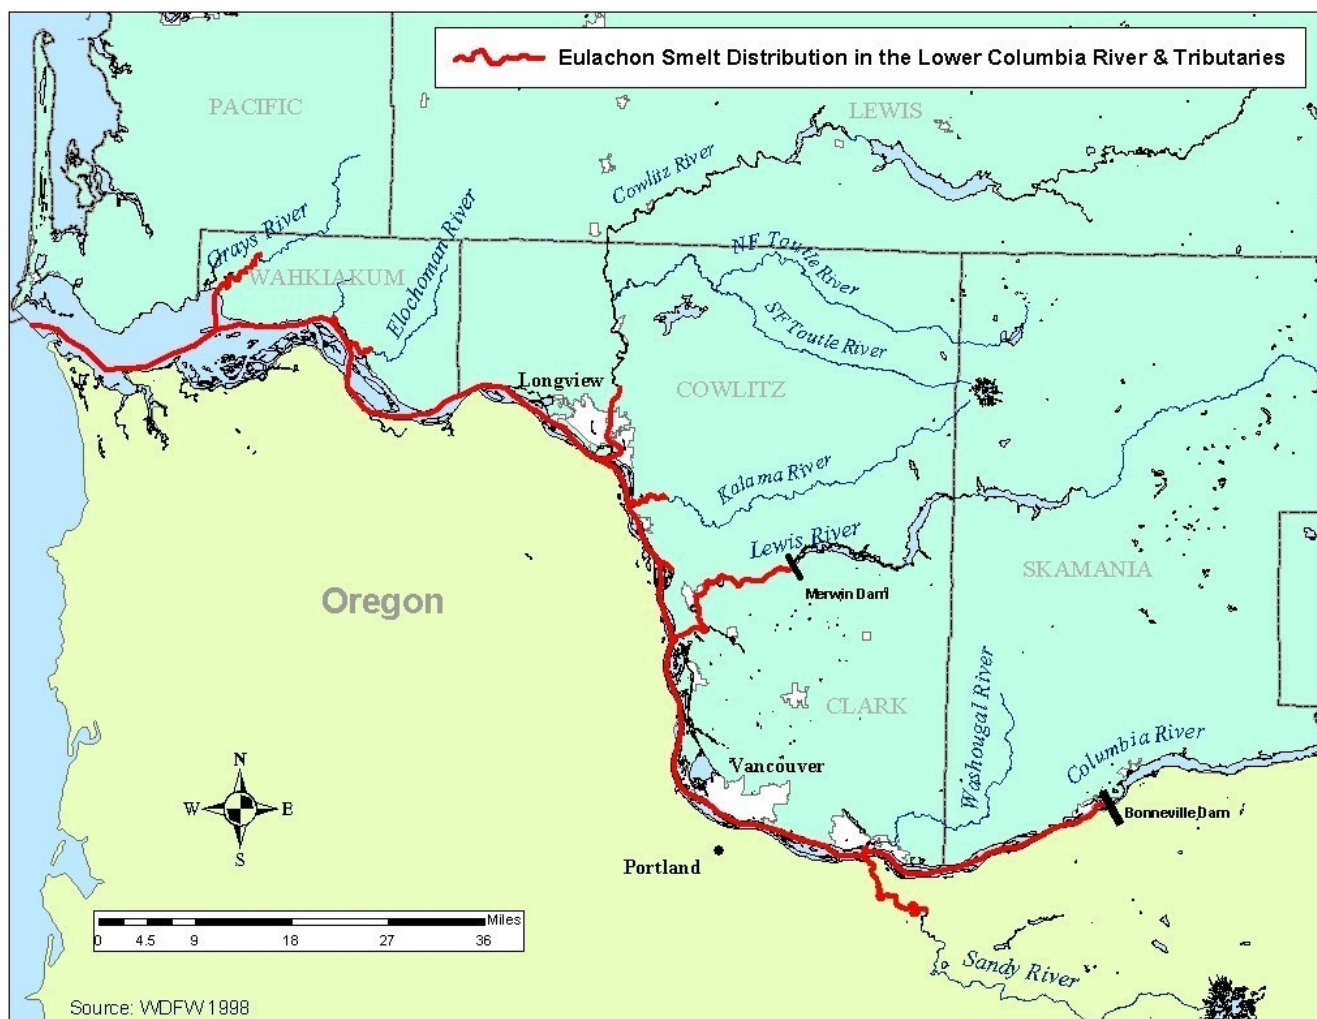 Eulachon Smelt Distribution in the Lower Columbia River & Tributaries
PACIFIC
LEWIS
Cowlitz River
Grays River
WAHKIAKUM
Elochoman River
NF Toutle River
SF Toutle River
Longview
COWLITZ
Kalama River
Lewis River
Merwin Dam
SKAMANIA
Oregon
CLARK
Washougal River
Columbia River
Vancouver
Bonneville Dam
Portland
N
W E
S
Miles
0 4.5 9 18 27 36
Sandy River
Source: WDFW 1998